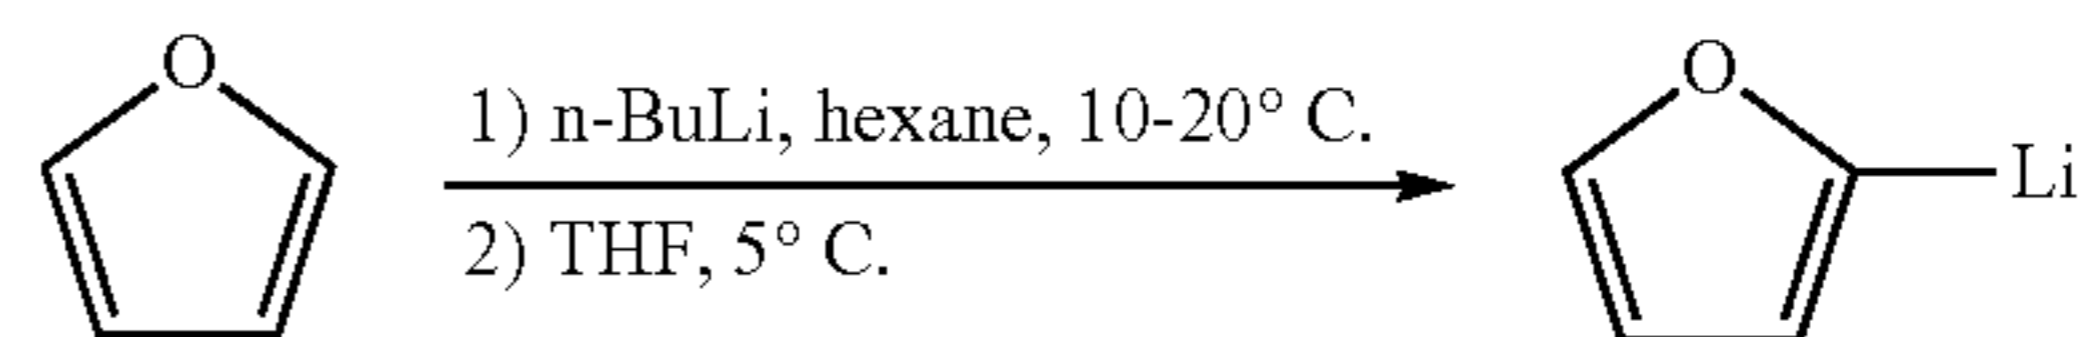 O
1) n-BuLi, hexane, 10-20° C.
2) THF, 5° C.
O
Li